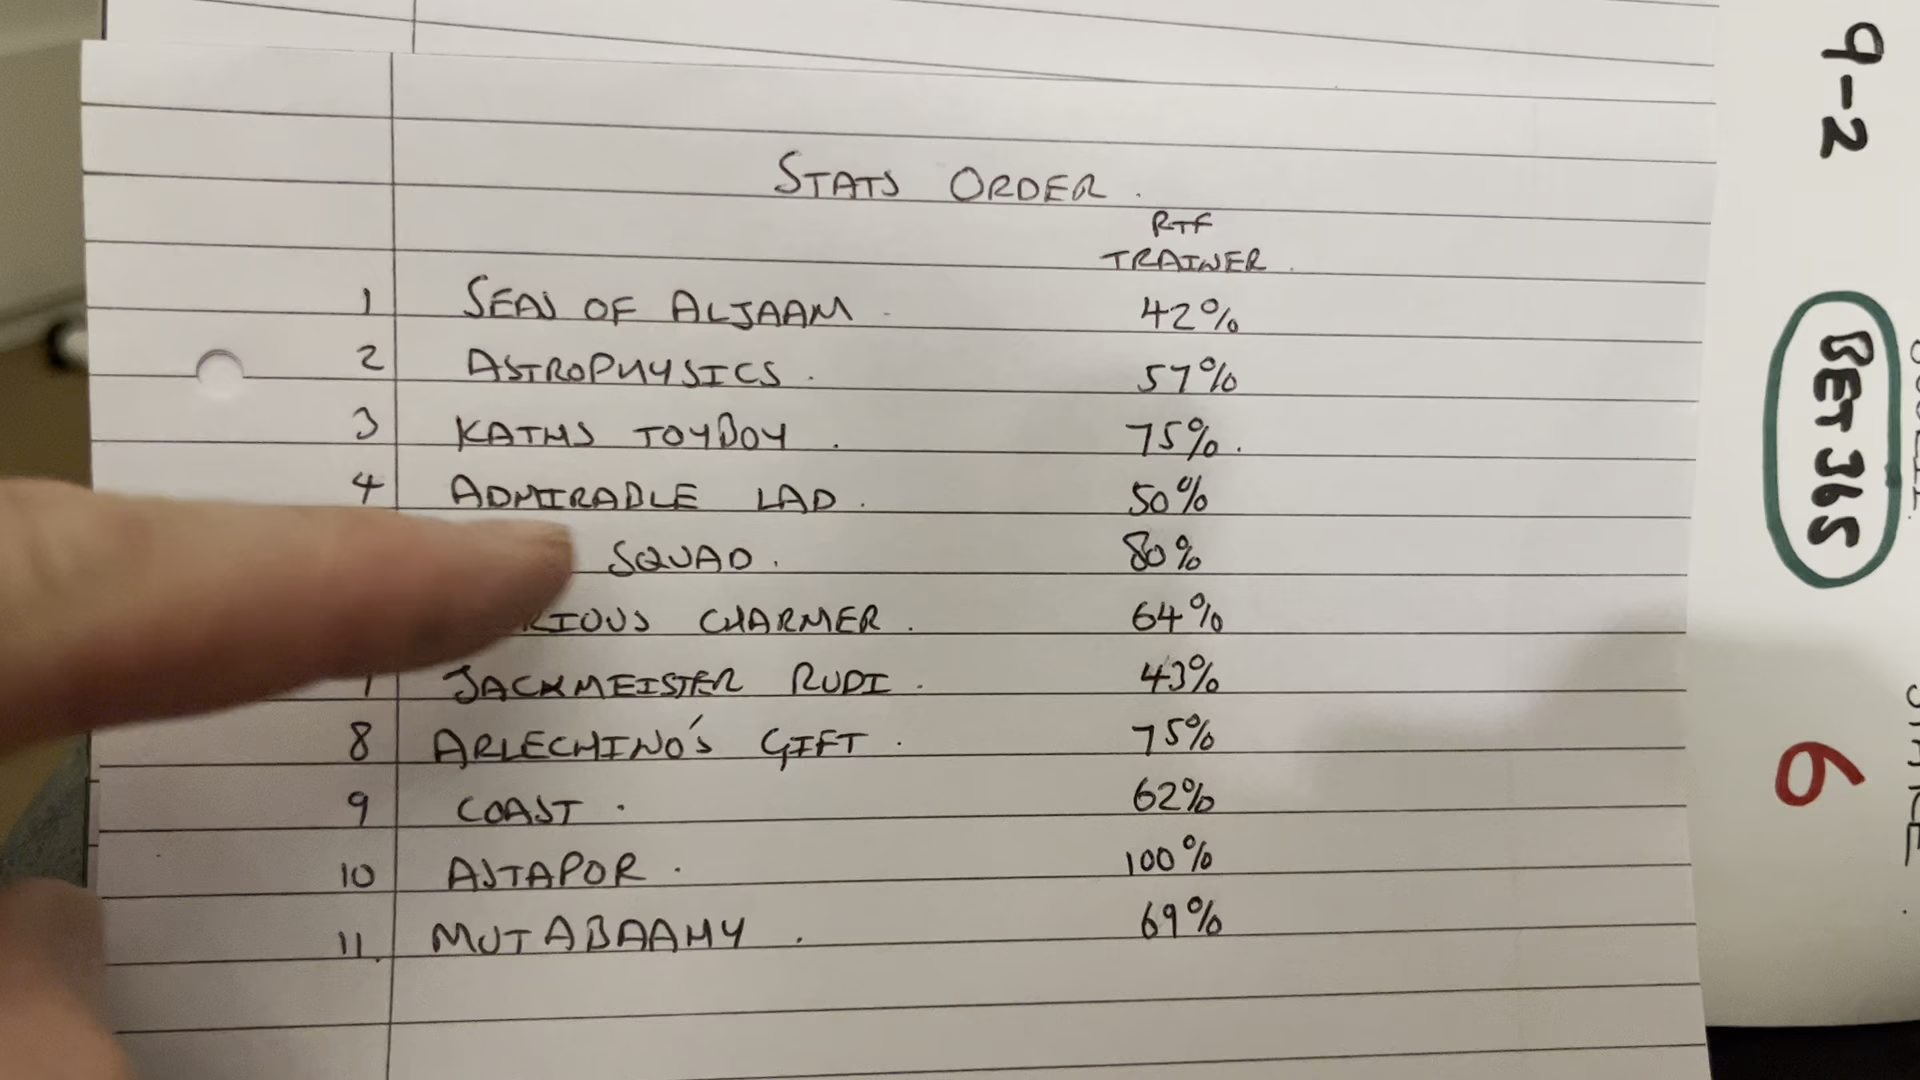 STATS ORDER.
RTF
TRAINER.
1 SEAS OF ALJAAM. 42%
2 ASTROPHYSICS. 57%
3 KATHS TOYBOY. 75%.
4 ADMIRABLE LAD. 50%
SQUAD. 80%
RIOUS CHARMER. 64%
7 JACKMEISTER RUDI. 43%
8 ARLECHINO'S GIFT. 75%
9 COAST. 62%
10 ASTAPOR. 100%
11. MUTABAAHY. 69%
9-2
BET 365
6